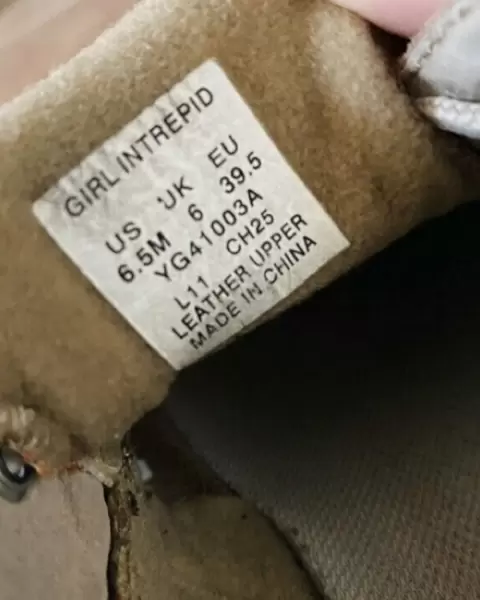 GIRL INTREPID
US UK EU
6.5M 6 39.5
YG41003A
L11 CH25
LEATHER UPPER
MADE IN CHINA